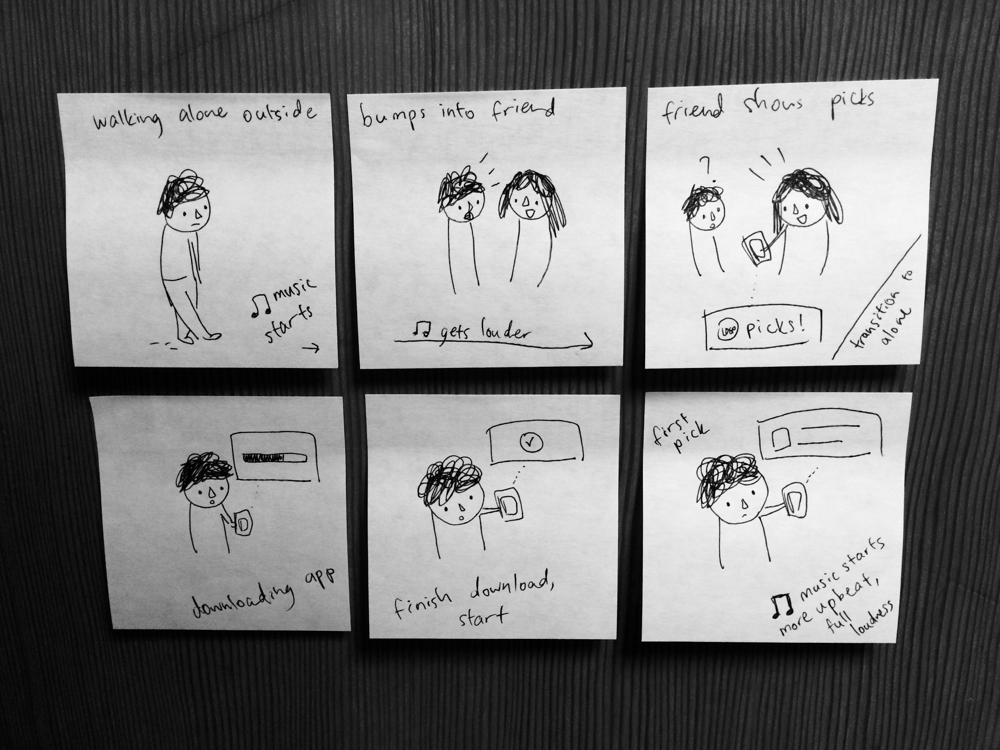 walking alone outside
music
starts
bumps into friend
gets louder
friend shows picks
?
LOGO picks!
transition to
alone
downloading app
finish download,
start
first
pick
music starts
more upbeat,
full
loudness